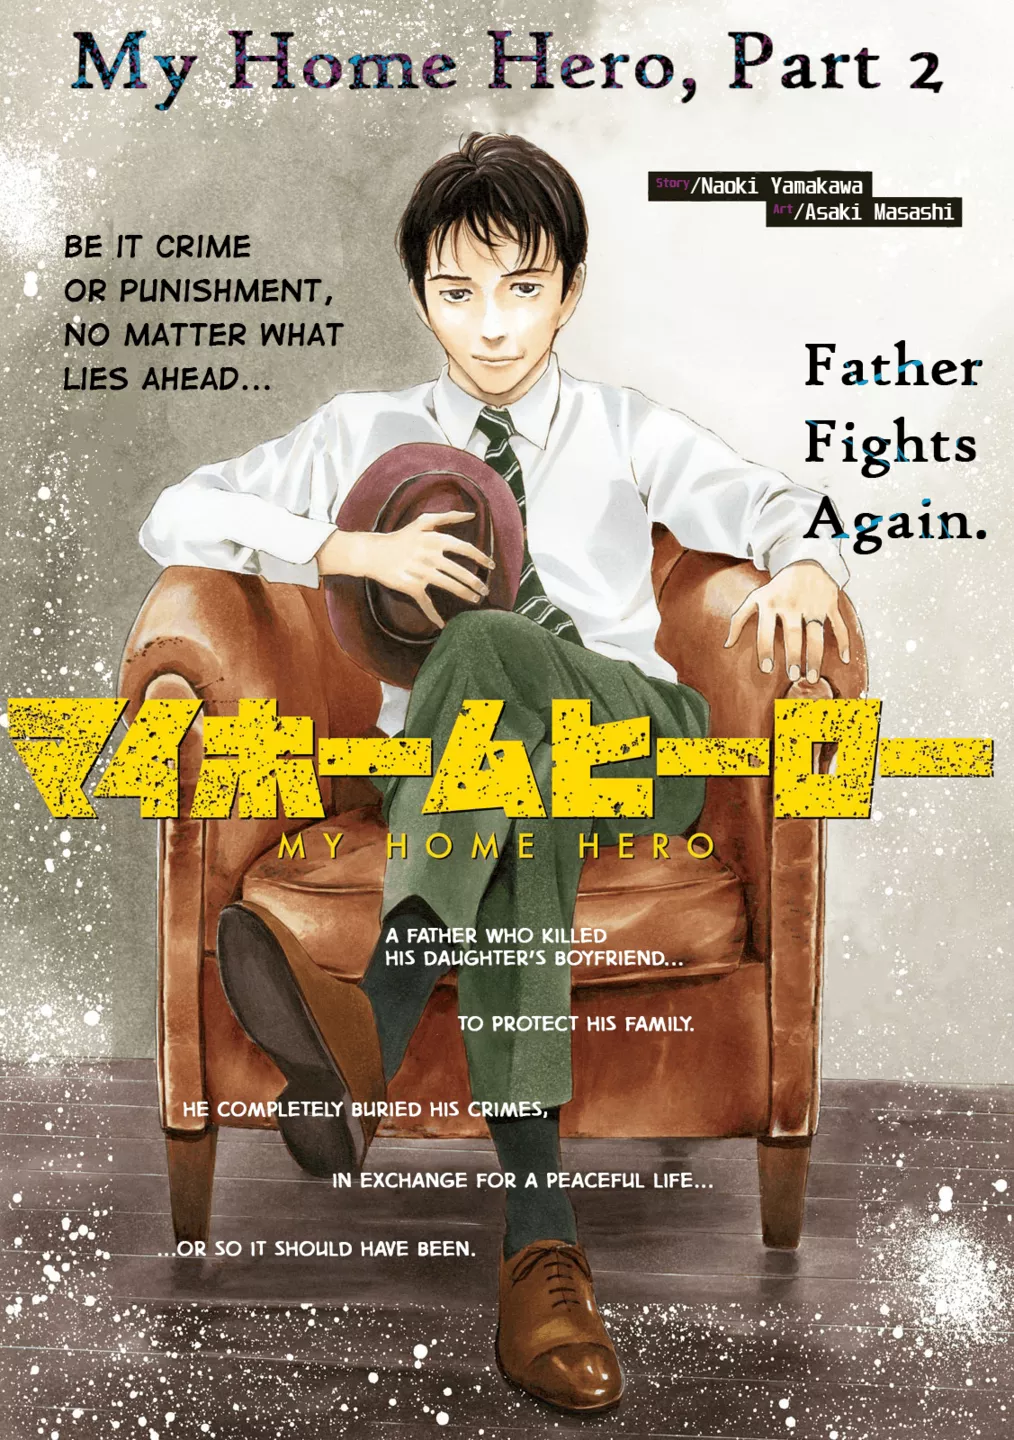 My Home Hero, Part 2
Story/Naoki Yamakawa
Art/Asaki Masashi
BE IT CRIME
OR PUNISHMENT,
NO MATTER WHAT
LIES AHEAD...
Father
Fights
Again.
マイホームヒーロー
MY HOME HERO
A FATHER WHO KILLED
HIS DAUGHTER'S BOYFRIEND...
TO PROTECT HIS FAMILY.
HE COMPLETELY BURIED HIS CRIMES,
IN EXCHANGE FOR A PEACEFUL LIFE...
...OR SO IT SHOULD HAVE BEEN.